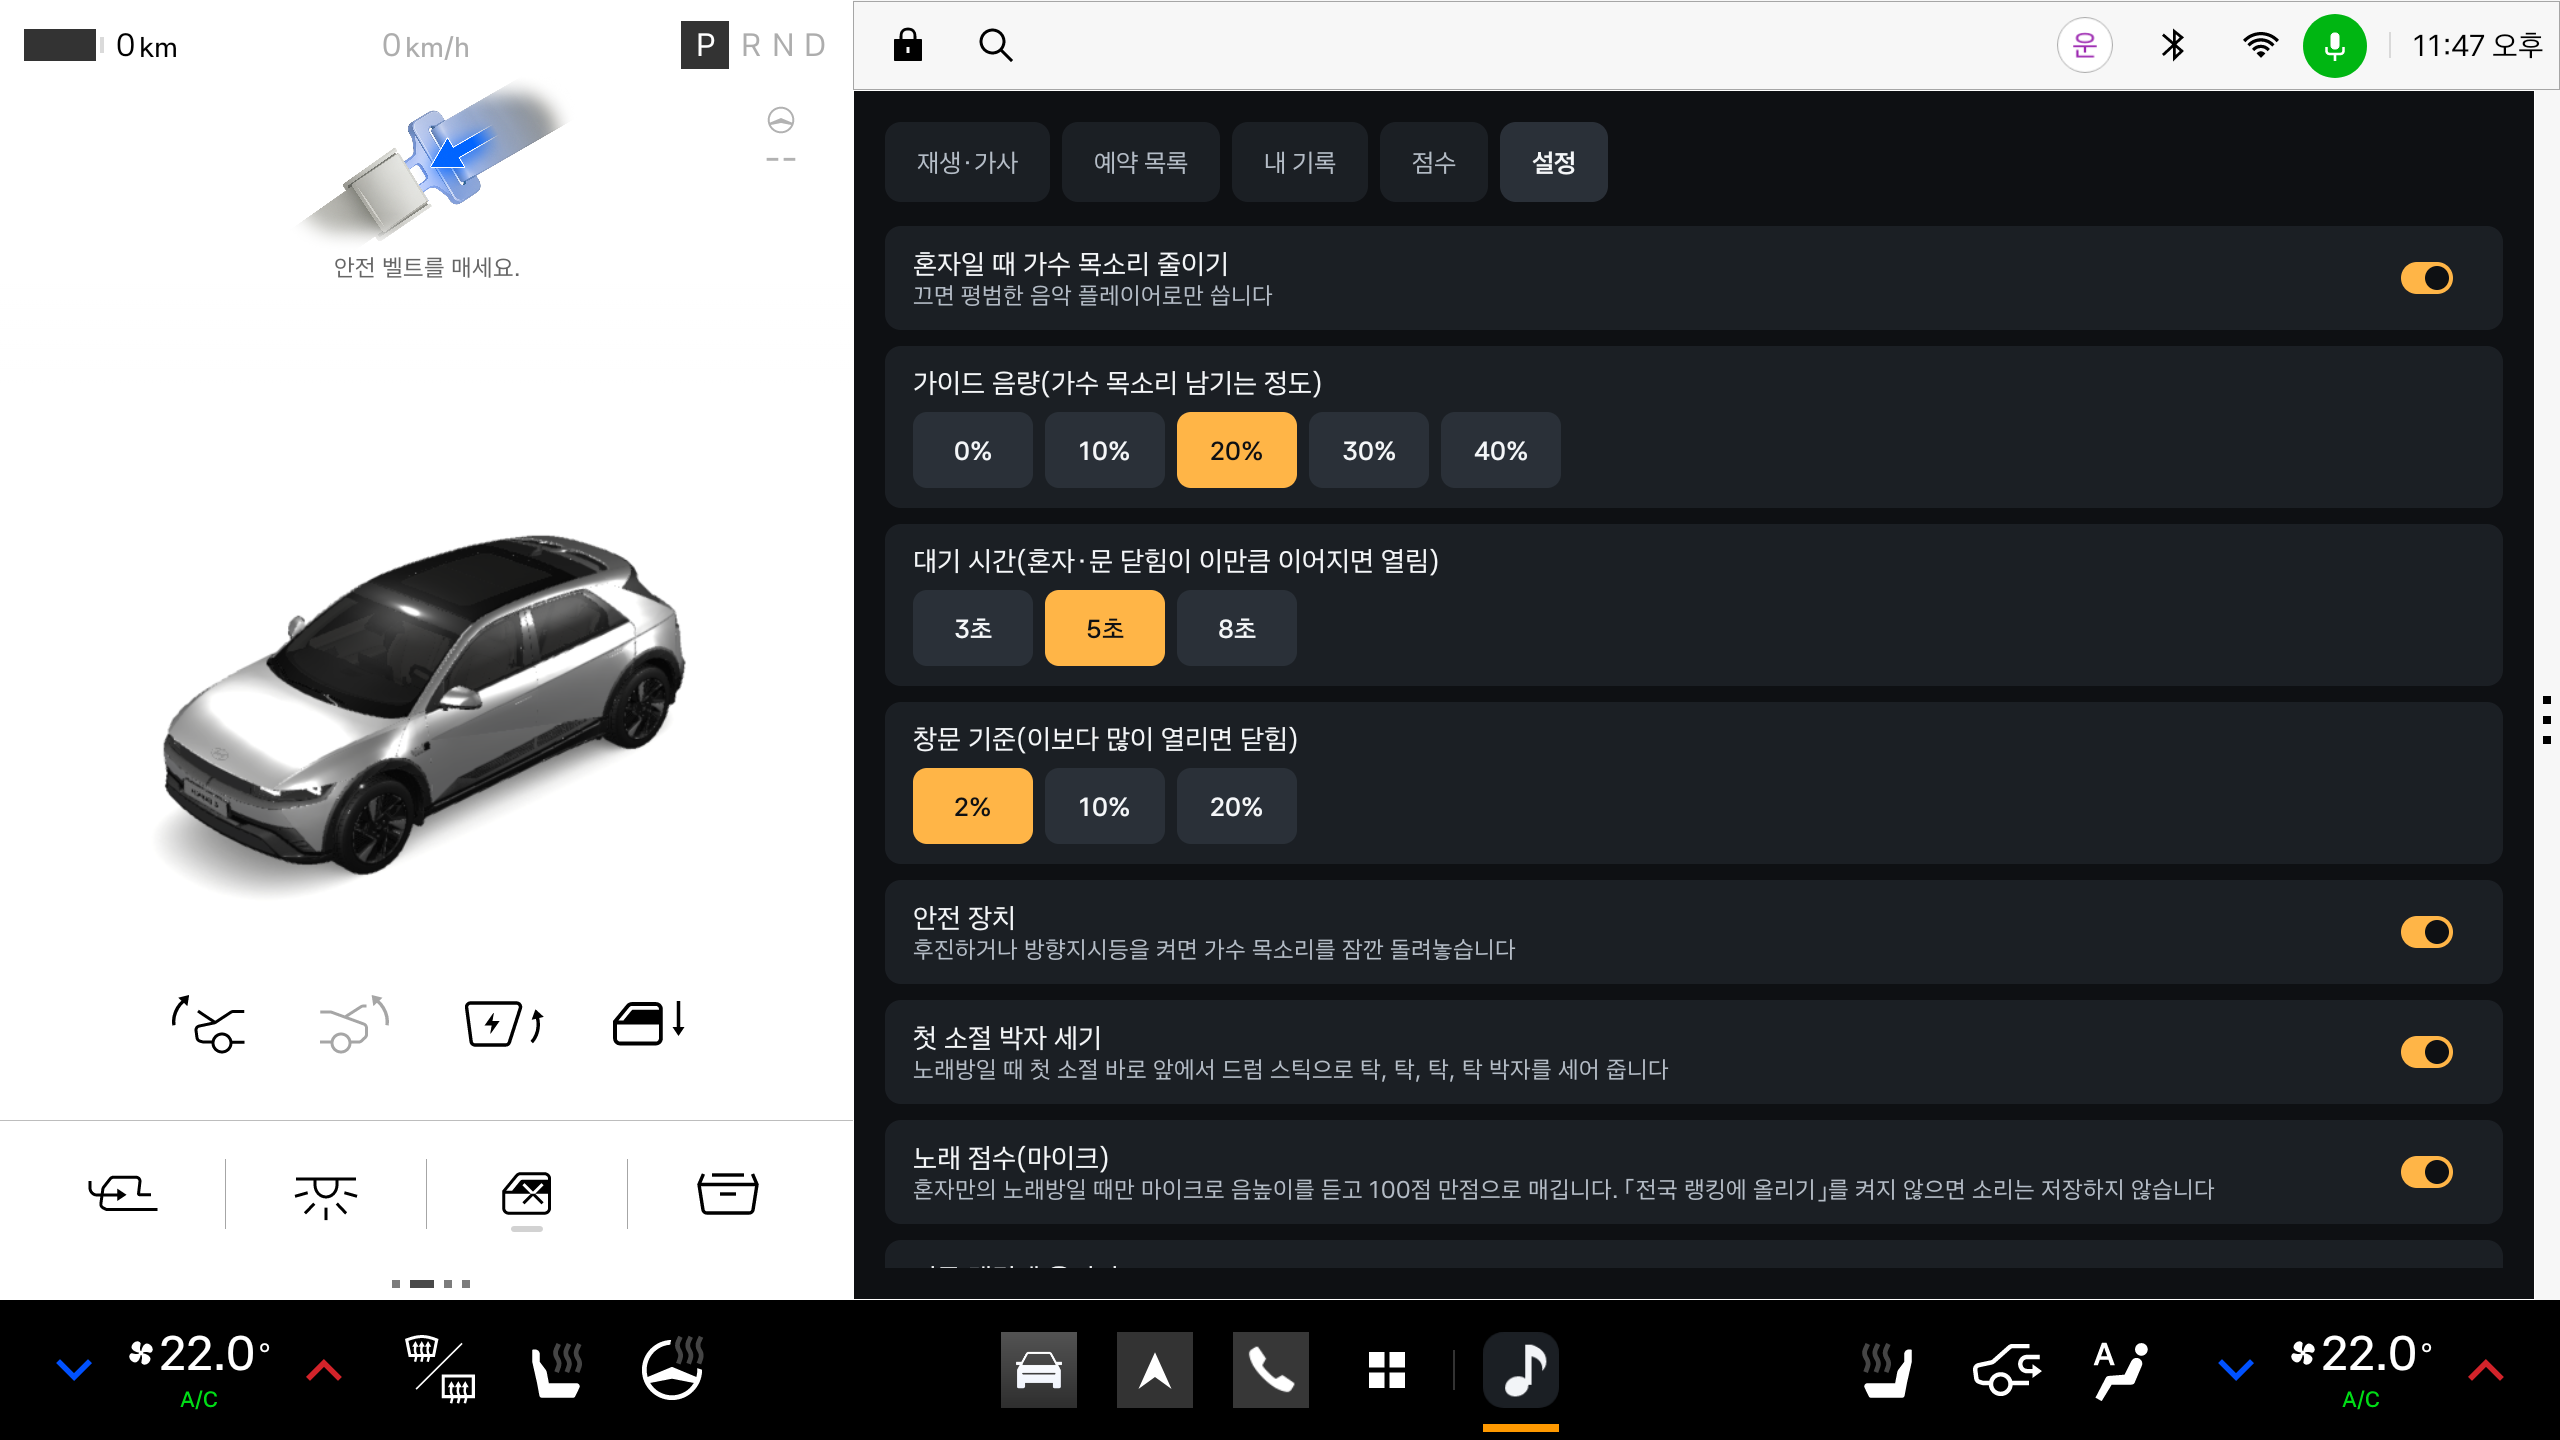 0 km
0 km/h
P R N D
운
11:47 오후
안전 벨트를 매세요.
재생·가사
예약 목록
내 기록
점수
설정
혼자일 때 가수 목소리 줄이기
끄면 평범한 음악 플레이어로만 씁니다
가이드 음량(가수 목소리 남기는 정도)
0%
10%
20%
30%
40%
대기 시간(혼자·문 닫힘이 이만큼 이어지면 열림)
3초
5초
8초
창문 기준(이보다 많이 열리면 닫힘)
2%
10%
20%
안전 장치
후진하거나 방향지시등을 켜면 가수 목소리를 잠깐 돌려놓습니다
첫 소절 박자 세기
노래방일 때 첫 소절 바로 앞에서 드럼 스틱으로 탁, 탁, 탁, 탁 박자를 세어 줍니다
노래 점수(마이크)
혼자만의 노래방일 때만 마이크로 음높이를 듣고 100점 만점으로 매깁니다. 「전국 랭킹에 올리기」를 켜지 않으면 소리는 저장하지 않습니다
22.0°
A/C
A
22.0°
A/C